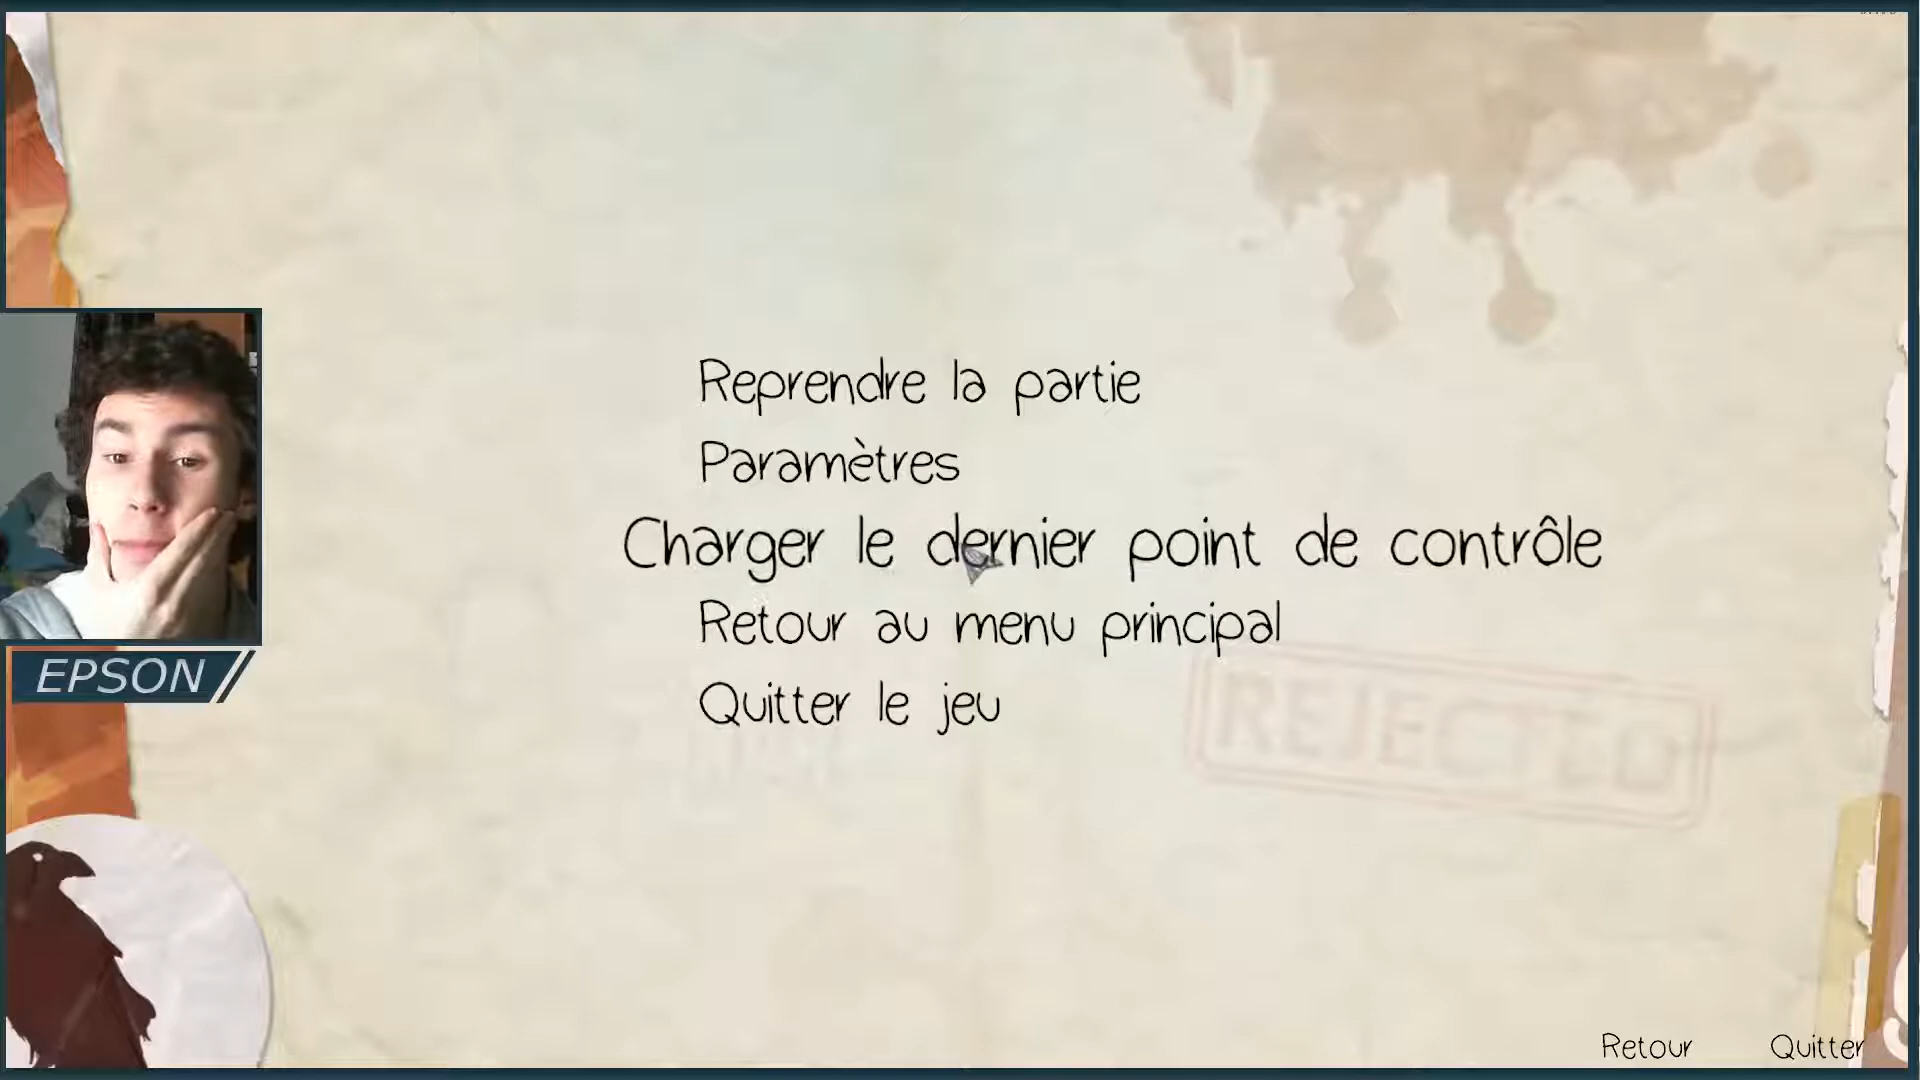 Reprendre la partie
Paramètres
Charger le dernier point de contrôle
Retour au menu principal
EPSON
Quitter le jeu
REJECTED
Retour Quitter